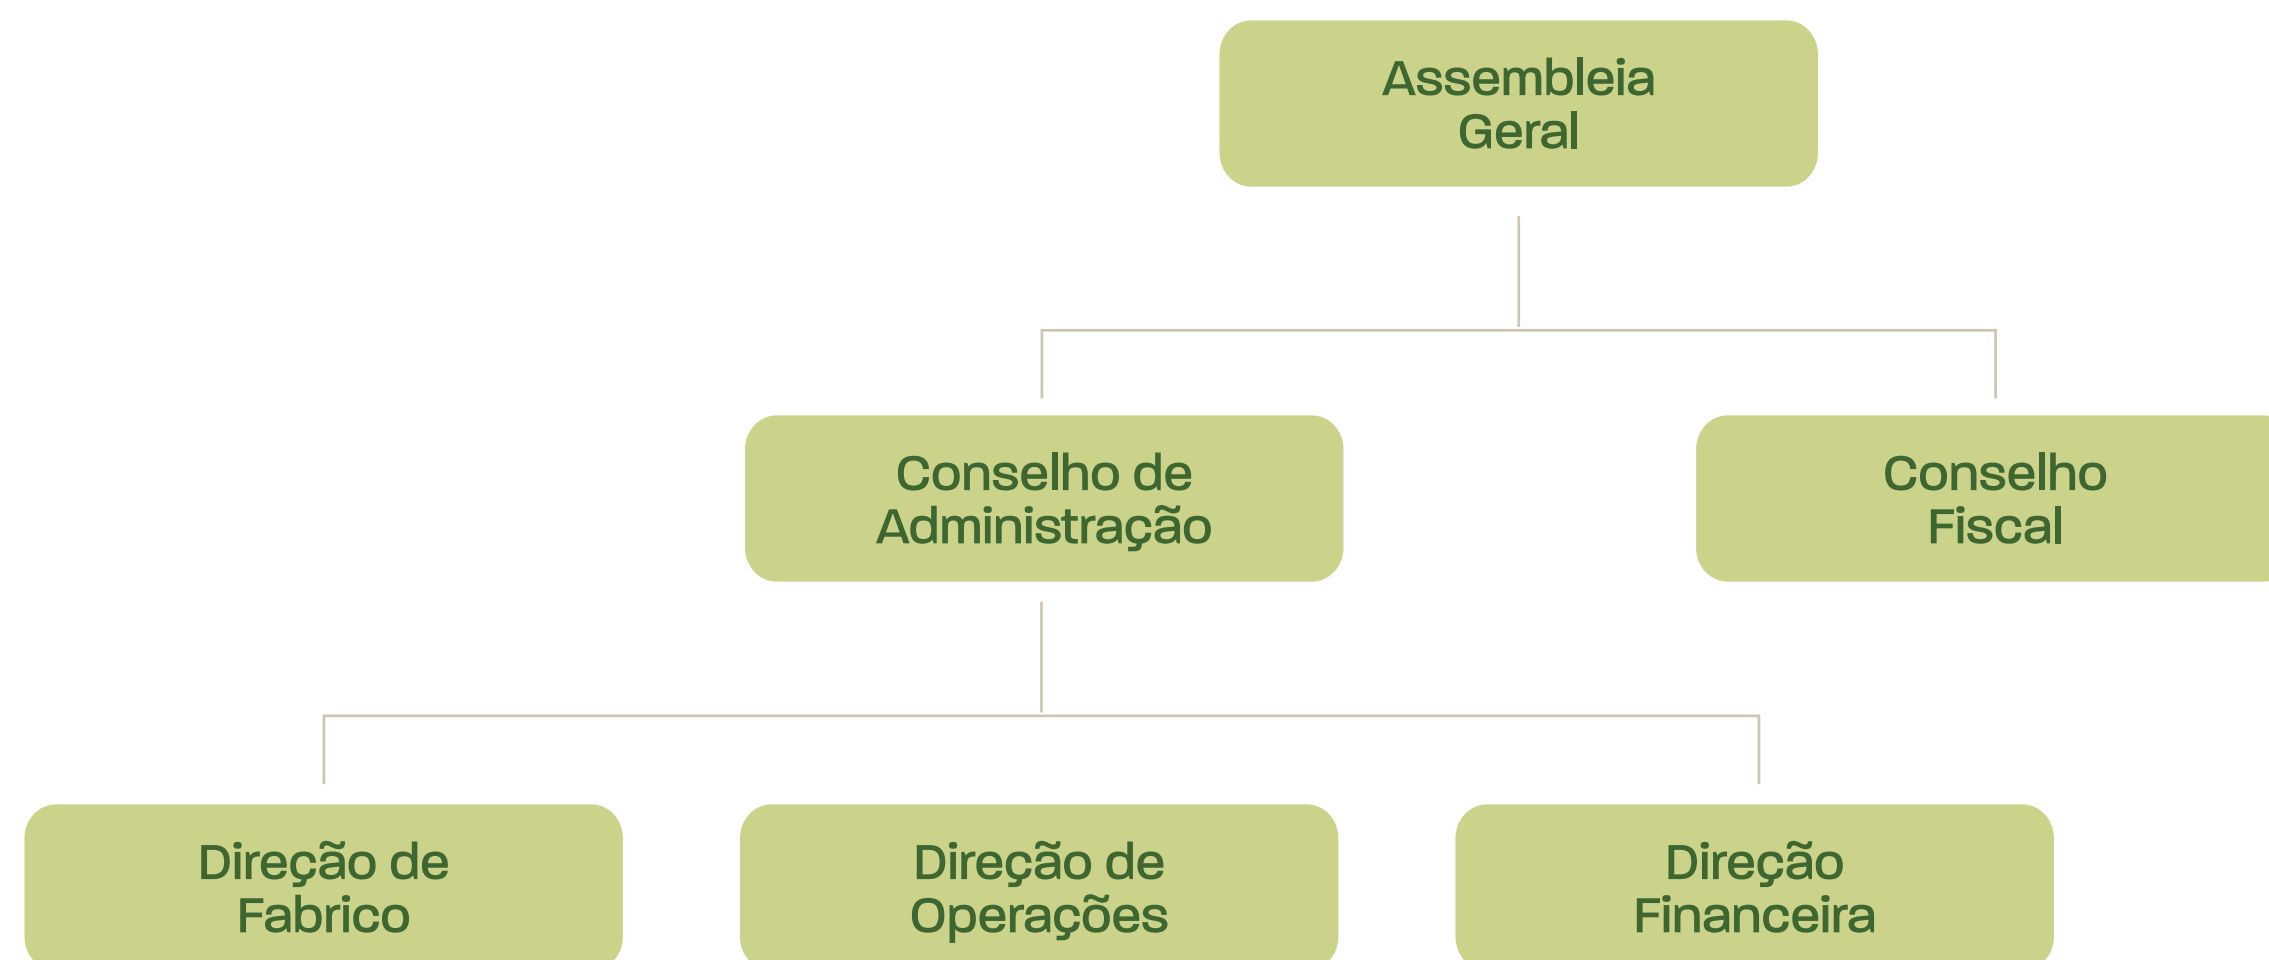 Assembleia
Geral
Conselho de
Administração
Conselho
Fiscal
Direção de
Fabrico
Direção de
Operações
Direção
Financeira